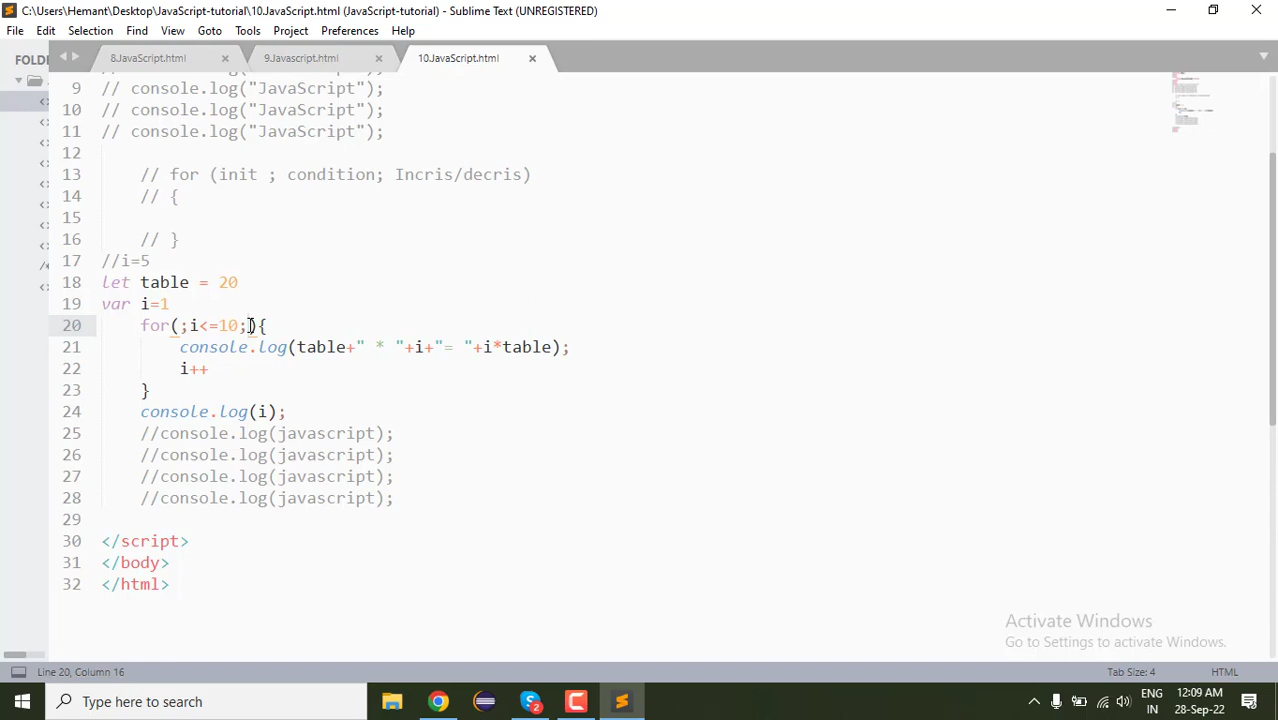 C:\Users\Hemant\Desktop\JavaScript-tutorial\10.JavaScript.html (JavaScript-tutorial) - Sublime Text (UNREGISTERED)
File Edit Selection Find View Goto Tools Project Preferences Help
FOLD 8.JavaScript.html × 9.Javascript.html × 10.JavaScript.html ×
9 // console.log("JavaScript");
10 // console.log("JavaScript");
11 // console.log("JavaScript");
12
13 // for (init ; condition; Incris/decris)
14 // {
15
16 // }
17 //i=5
18 let table = 20
19 var i=1
20 for(;i<=10;){
21 console.log(table+" * "+i+"= "+i*table);
22 i++
23 }
24 console.log(i);
25 //console.log(javascript);
26 //console.log(javascript);
27 //console.log(javascript);
28 //console.log(javascript);
29
30 </script>
31 </body>
32 </html>
Activate Windows
Go to Settings to activate Windows.
Line 20, Column 16 Tab Size: 4 HTML
Type here to search 2 ENG IN 12:09 AM 28-Sep-22